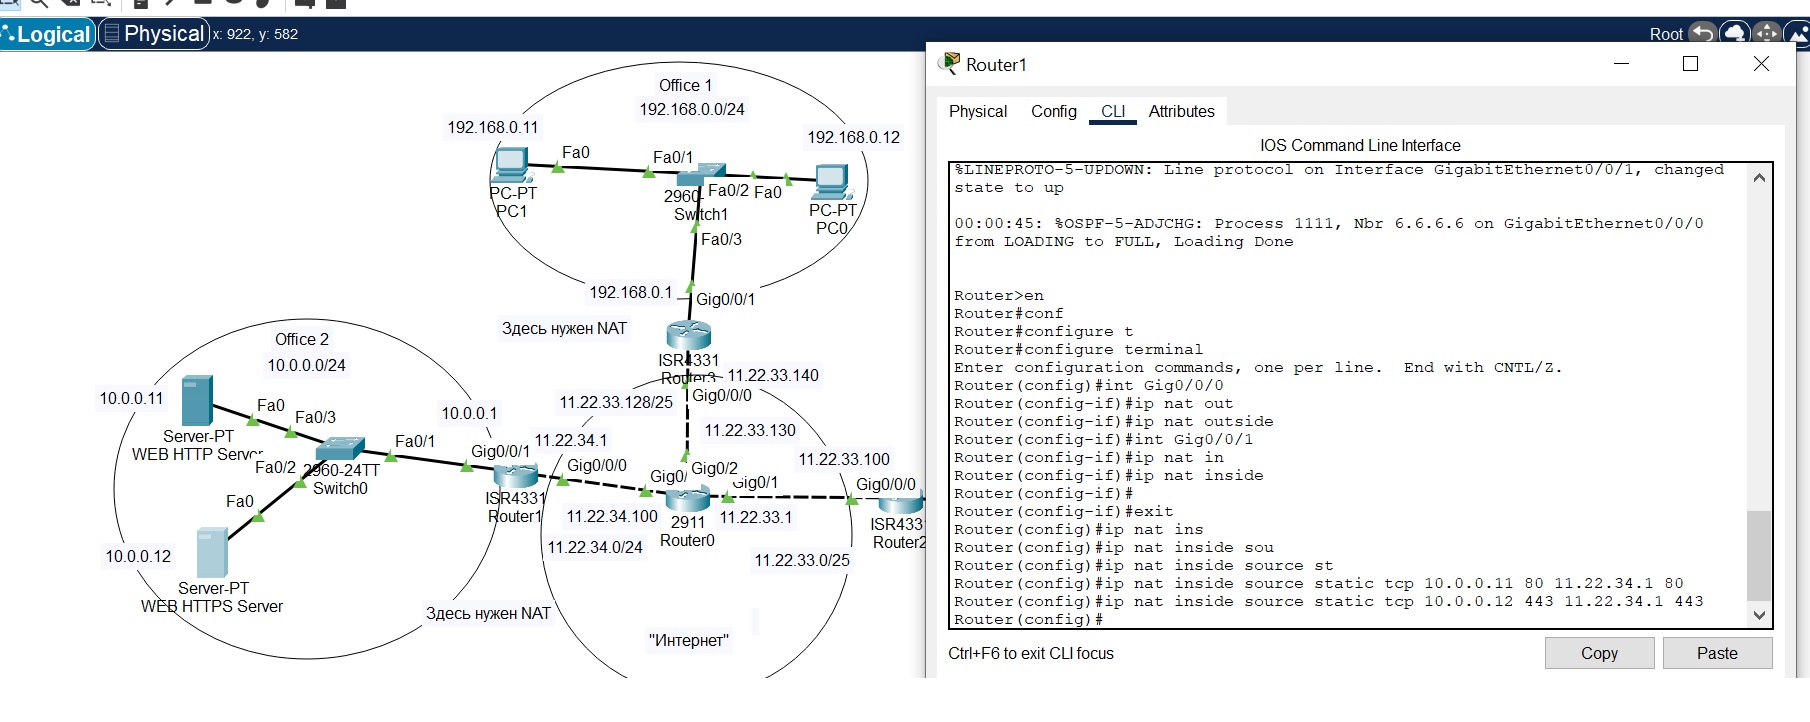 Logical
Physical
x: 922, y: 582
Root
Office 1
192.168.0.0/24
192.168.0.11
192.168.0.12
Fa0
Fa0/1
Fa0/2
Fa0
PC-PT
PC1
2960-
Switch1
PC-PT
PC0
Fa0/3
192.168.0.1
Gig0/0/1
Здесь нужен NAT
ISR4331
Router3
11.22.33.140
Gig0/0/0
11.22.33.128/25
11.22.33.130
Office 2
10.0.0.0/24
10.0.0.11
Fa0
Fa0/3
10.0.0.1
Server-PT
WEB HTTP Server
Fa0/1
Fa0/2
2960-24TT
Switch0
Gig0/0/1
11.22.34.1
Gig0/0/0
ISR4331
Router1
Fa0
10.0.0.12
Server-PT
WEB HTTPS Server
Gig0/
Gig0/2
Gig0/1
11.22.33.100
Gig0/0/0
11.22.34.100
2911
Router0
11.22.33.1
ISR433
Router2
11.22.34.0/24
11.22.33.0/25
Здесь нужен NAT
"Интернет"
Router1
Physical
Config
CLI
Attributes
IOS Command Line Interface
%LINEPROTO-5-UPDOWN: Line protocol on Interface GigabitEthernet0/0/1, changed
state to up
00:00:45: %OSPF-5-ADJCHG: Process 1111, Nbr 6.6.6.6 on GigabitEthernet0/0/0
from LOADING to FULL, Loading Done
Router>en
Router#conf
Router#configure t
Router#configure terminal
Enter configuration commands, one per line.  End with CNTL/Z.
Router(config)#int Gig0/0/0
Router(config-if)#ip nat out
Router(config-if)#ip nat outside
Router(config-if)#int Gig0/0/1
Router(config-if)#ip nat in
Router(config-if)#ip nat inside
Router(config-if)#
Router(config-if)#exit
Router(config)#ip nat ins
Router(config)#ip nat inside sou
Router(config)#ip nat inside source st
Router(config)#ip nat inside source static tcp 10.0.0.11 80 11.22.34.1 80
Router(config)#ip nat inside source static tcp 10.0.0.12 443 11.22.34.1 443
Router(config)#
Ctrl+F6 to exit CLI focus
Copy
Paste